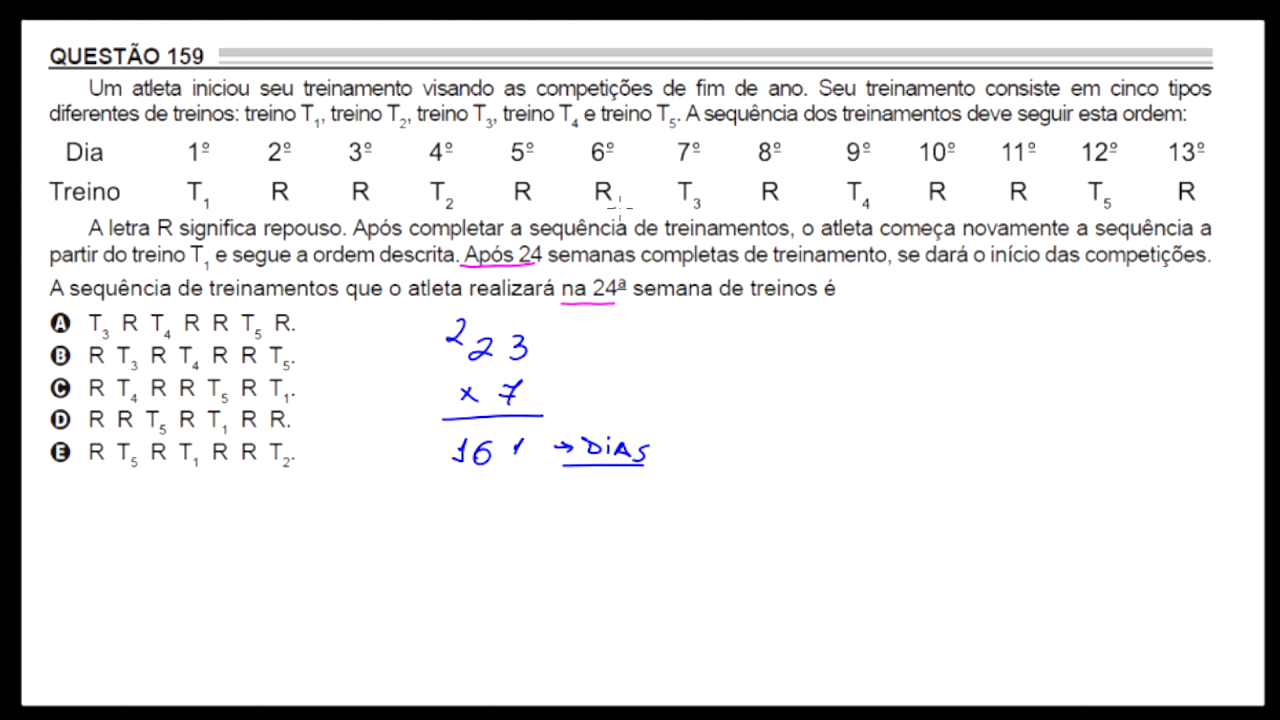 QUESTÃO 159
Um atleta iniciou seu treinamento visando as competições de fim de ano. Seu treinamento consiste em cinco tipos
diferentes de treinos: treino T₁, treino T₂, treino T₃, treino T₄ e treino T₅. A sequência dos treinamentos deve seguir esta ordem:
Dia 1º 2º 3º 4º 5º 6º 7º 8º 9º 10º 11º 12º 13º
Treino T₁ R R T₂ R R T₃ R T₄ R R T₅ R
A letra R significa repouso. Após completar a sequência de treinamentos, o atleta começa novamente a sequência a
partir do treino T₁ e segue a ordem descrita. Após 24 semanas completas de treinamento, se dará o início das competições.
A sequência de treinamentos que o atleta realizará na 24ª semana de treinos é
A T₃ R T₄ R R T₅ R.
B R T₃ R T₄ R R T₅.
C R T₄ R R T₅ R T₁.
D R R T₅ R T₁ R R.
E R T₅ R T₁ R R T₂.
2
23
x 7
161 → DIAS